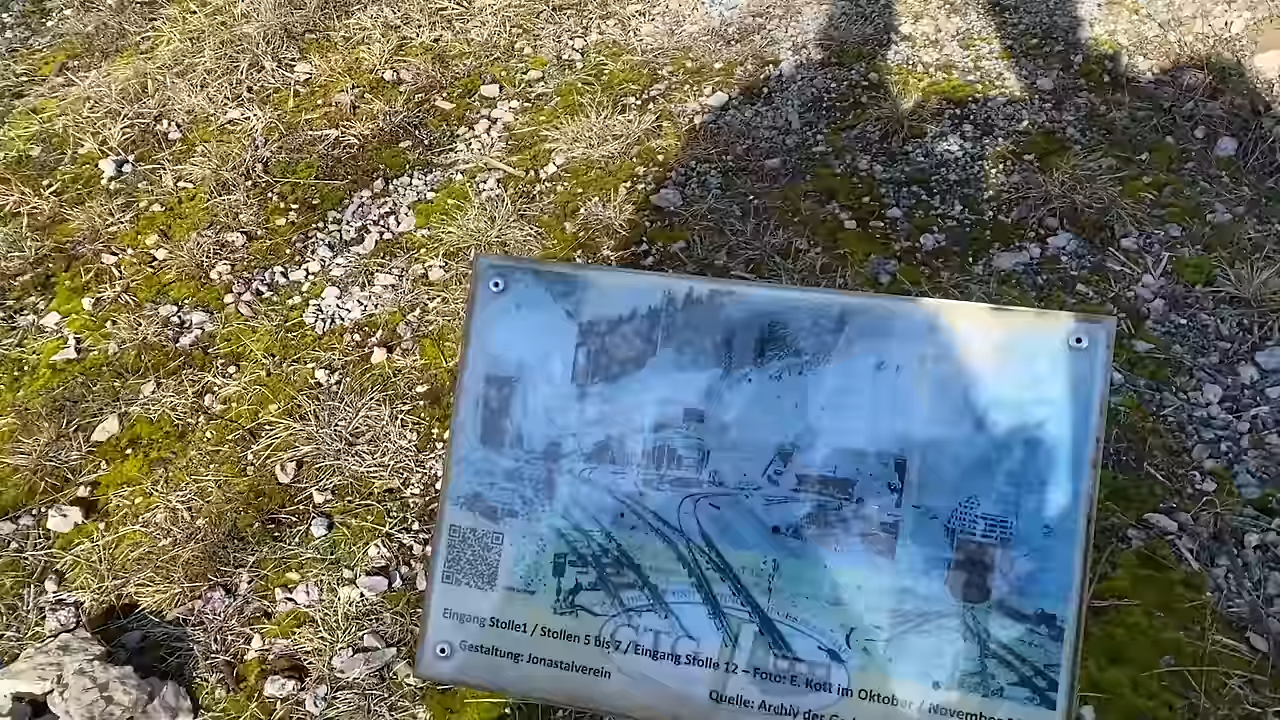 Eingang Stolle1 / Stollen 5 bis 7 / Eingang Stolle 12 – Foto: E. Kott im Oktober / November
Gestaltung: Jonastalverein
Quelle: Archiv der